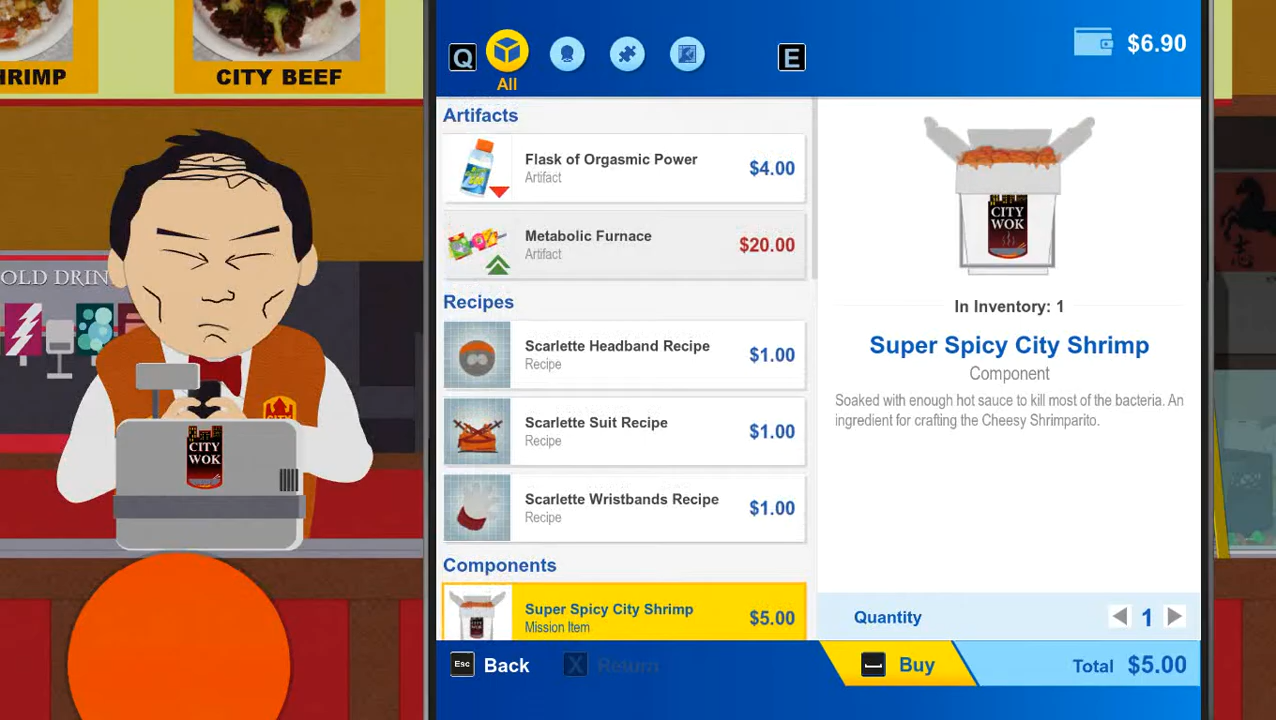 HRIMP
CITY BEEF
OLD DRIN
CITY
CITY
WOK
Q
All
E
$6.90
Artifacts
Flask of Orgasmic Power
Artifact
$4.00
Metabolic Furnace
Artifact
$20.00
Recipes
Scarlette Headband Recipe
Recipe
$1.00
Scarlette Suit Recipe
Recipe
$1.00
Scarlette Wristbands Recipe
Recipe
$1.00
Components
Super Spicy City Shrimp
Mission Item
$5.00
CITY
WOK
In Inventory: 1
Super Spicy City Shrimp
Component
Soaked with enough hot sauce to kill most of the bacteria. An
ingredient for crafting the Cheesy Shrimparito.
Quantity
1
Esc Back
X Return
Buy
Total $5.00